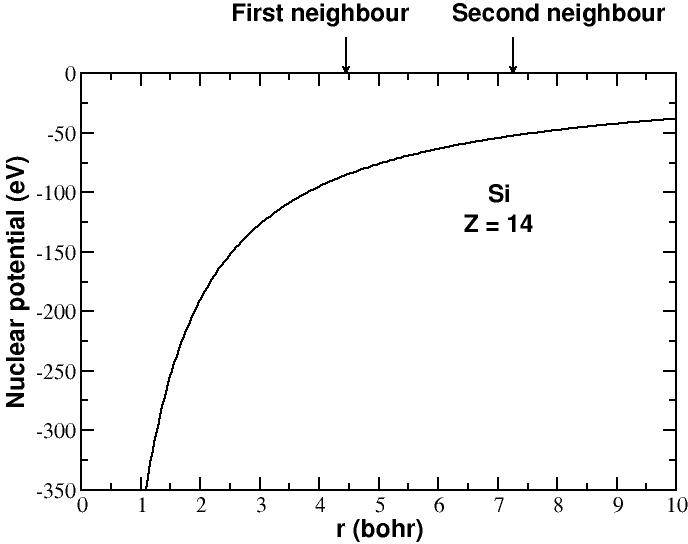 First neighbour Second neighbour
0
-50
-100
-150
-200
-250
-300
-350
Nuclear potential (eV)
Si
Z = 14
0 1 2 3 4 5 6 7 8 9 10
r (bohr)